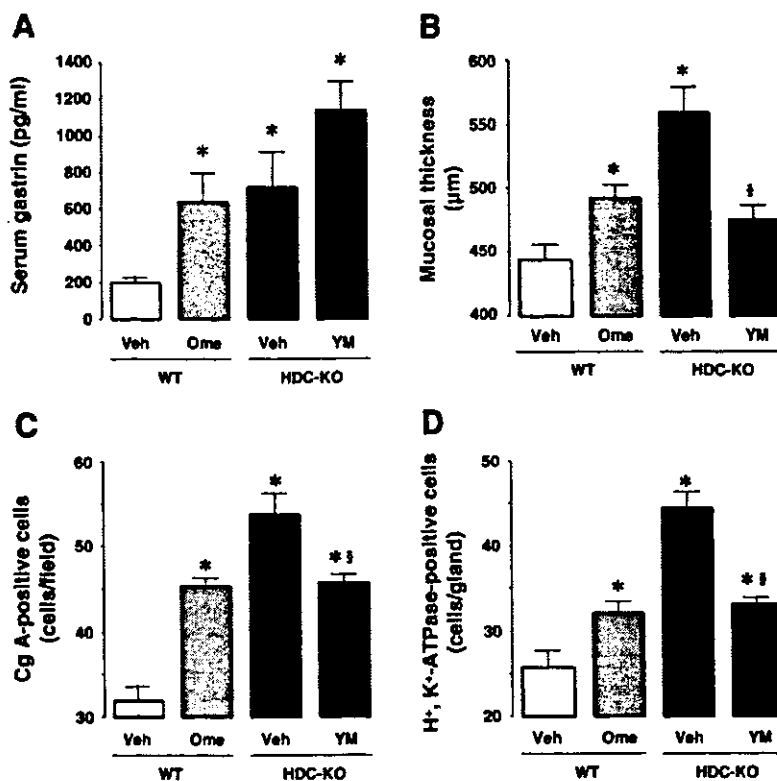 A
Serum gastrin (pg/ml)
1400
1200
1000
800
600
400
200
0
*
*
*
Veh Ome Veh YM
WT HDC-KO
B
Mucosal thickness
(μm)
600
550
500
450
400
*
*
§
Veh Ome Veh YM
WT HDC-KO
C
Cg A-positive cells
(cells/field)
60
50
40
30
*
*
* §
Veh Ome Veh YM
WT HDC-KO
D
H+, K+-ATPase-positive cells
(cells/gland)
50
40
30
20
*
*
* §
Veh Ome Veh YM
WT HDC-KO